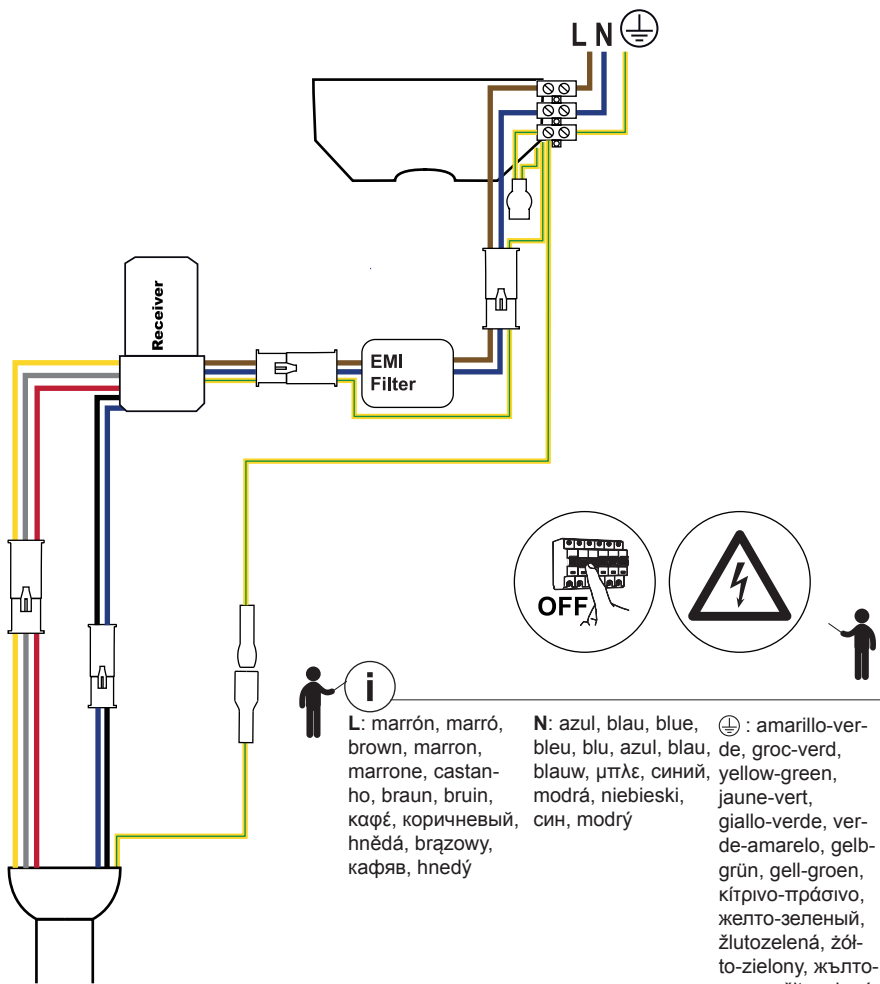 L N
Receiver
EMI
Filter
OFF
i
L: marrón, marró,
brown, marron,
marrone, castan-
ho, braun, bruin,
καφέ, коричневый,
hnědá, brązowy,
кафяв, hnedý
N: azul, blau, blue,
bleu, blu, azul, blau,
blauw, μπλε, синий,
modrá, niebieski,
син, modrý
: amarillo-ver-
de, groc-verd,
yellow-green,
jaune-vert,
giallo-verde, ver-
de-amarelo, gelb-
grün, gell-groen,
κίτρινο-πράσινο,
желто-зеленый,
žlutozelená, żół-
to-zielony, жълто-